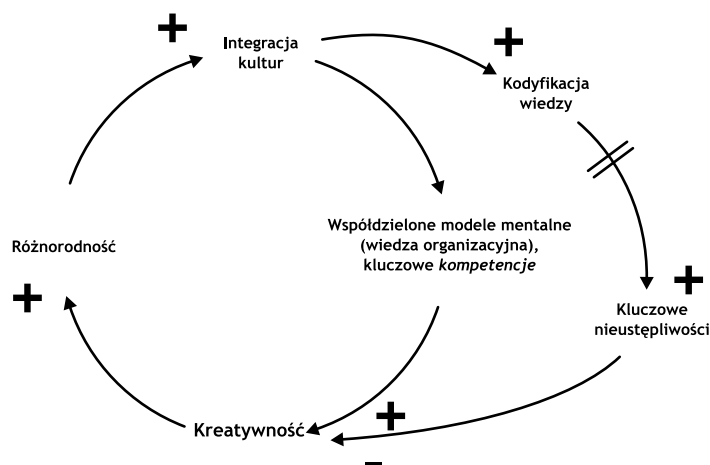 Integracja
kultur
Kodyfikacja
wiedzy
Współdzielone modele mentalne
(wiedza organizacyjna),
kluczowe kompetencje
Różnorodność
Kluczowe
nieustępliwości
Kreatywność